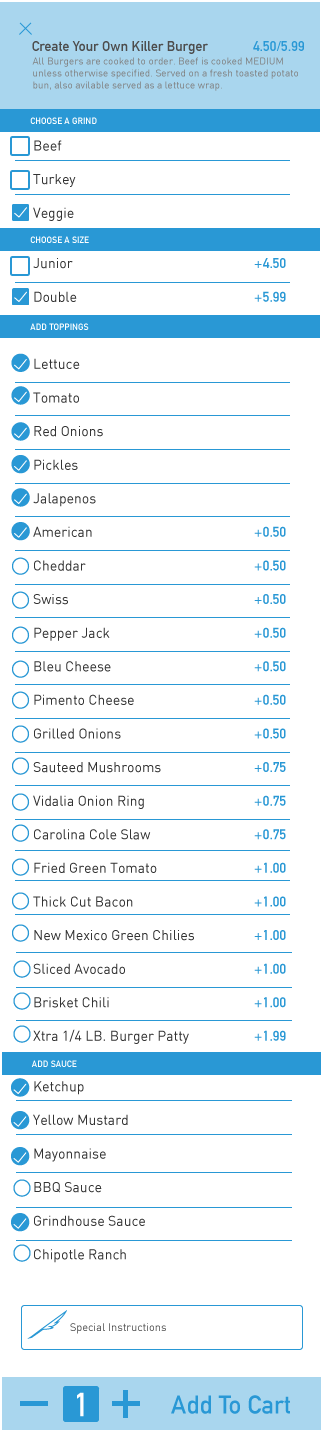 Create Your Own Killer Burger 4.50/5.99
All Burgers are cooked to order. Beef is cooked MEDIUM
unless otherwise specified. Served on a fresh toasted potato
bun, also avilable served as a lettuce wrap.
CHOOSE A GRIND
Beef
Turkey
Veggie
CHOOSE A SIZE
Junior +4.50
Double +5.99
ADD TOPPINGS
Lettuce
Tomato
Red Onions
Pickles
Jalapenos
American +0.50
Cheddar +0.50
Swiss +0.50
Pepper Jack +0.50
Bleu Cheese +0.50
Pimento Cheese +0.50
Grilled Onions +0.50
Sauteed Mushrooms +0.75
Vidalia Onion Ring +0.75
Carolina Cole Slaw +0.75
Fried Green Tomato +1.00
Thick Cut Bacon +1.00
New Mexico Green Chilies +1.00
Sliced Avocado +1.00
Brisket Chili +1.00
Xtra 1/4 LB. Burger Patty +1.99
ADD SAUCE
Ketchup
Yellow Mustard
Mayonnaise
BBQ Sauce
Grindhouse Sauce
Chipotle Ranch
Special Instructions
1 Add To Cart